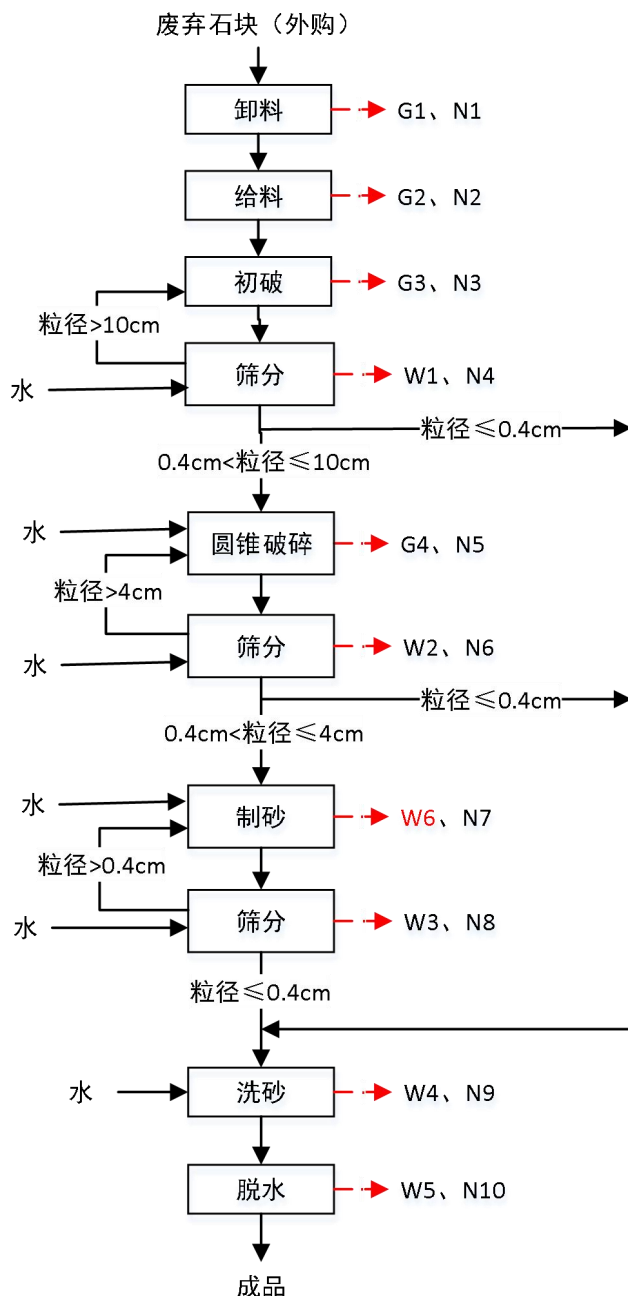 废弃石块（外购）
卸料
G1、N1
给料
G2、N2
初破
G3、N3
粒径>10cm
筛分
W1、N4
水
粒径≤0.4cm
0.4cm<粒径≤10cm
水
圆锥破碎
G4、N5
粒径>4cm
筛分
W2、N6
水
粒径≤0.4cm
0.4cm<粒径≤4cm
水
制砂
W6、N7
粒径>0.4cm
筛分
W3、N8
水
粒径≤0.4cm
水
洗砂
W4、N9
脱水
W5、N10
成品